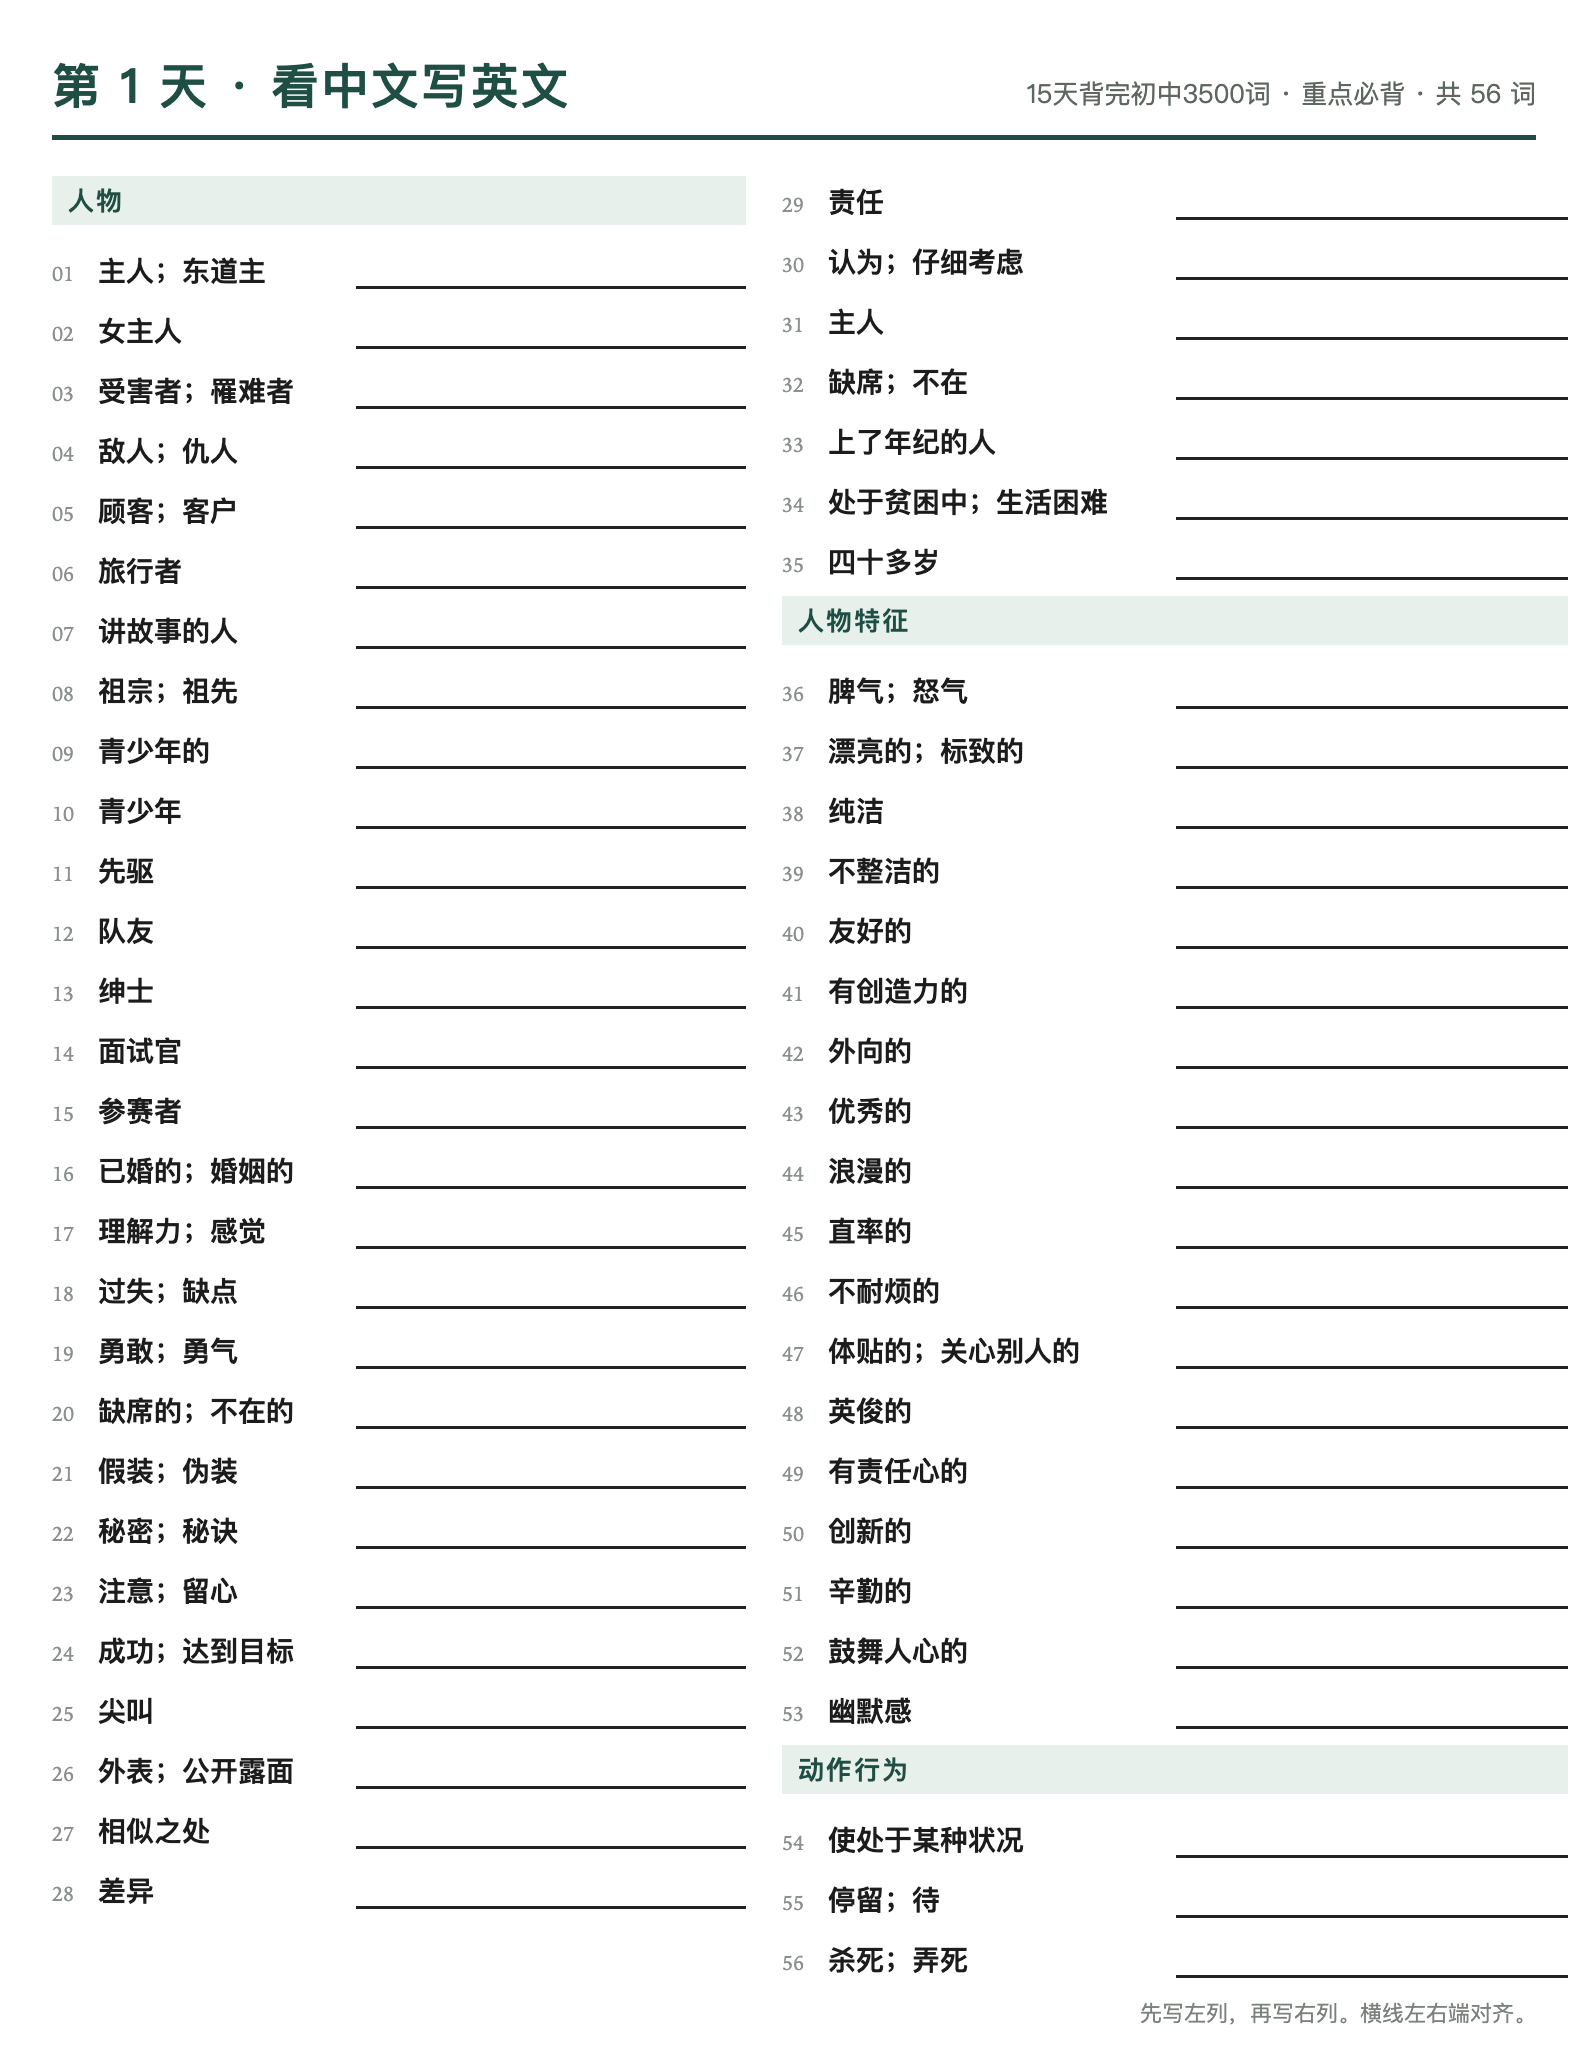 第 1 天 · 看中文写英文
15天背完初中3500词 · 重点必背 · 共 56 词
人物
01 主人；东道主
02 女主人
03 受害者；罹难者
04 敌人；仇人
05 顾客；客户
06 旅行者
07 讲故事的人
08 祖宗；祖先
09 青少年的
10 青少年
11 先驱
12 队友
13 绅士
14 面试官
15 参赛者
16 已婚的；婚姻的
17 理解力；感觉
18 过失；缺点
19 勇敢；勇气
20 缺席的；不在的
21 假装；伪装
22 秘密；秘诀
23 注意；留心
24 成功；达到目标
25 尖叫
26 外表；公开露面
27 相似之处
28 差异
29 责任
30 认为；仔细考虑
31 主人
32 缺席；不在
33 上了年纪的人
34 处于贫困中；生活困难
35 四十多岁
人物特征
36 脾气；怒气
37 漂亮的；标致的
38 纯洁
39 不整洁的
40 友好的
41 有创造力的
42 外向的
43 优秀的
44 浪漫的
45 直率的
46 不耐烦的
47 体贴的；关心别人的
48 英俊的
49 有责任心的
50 创新的
51 辛勤的
52 鼓舞人心的
53 幽默感
动作行为
54 使处于某种状况
55 停留；待
56 杀死；弄死
先写左列，再写右列。横线左右端对齐。